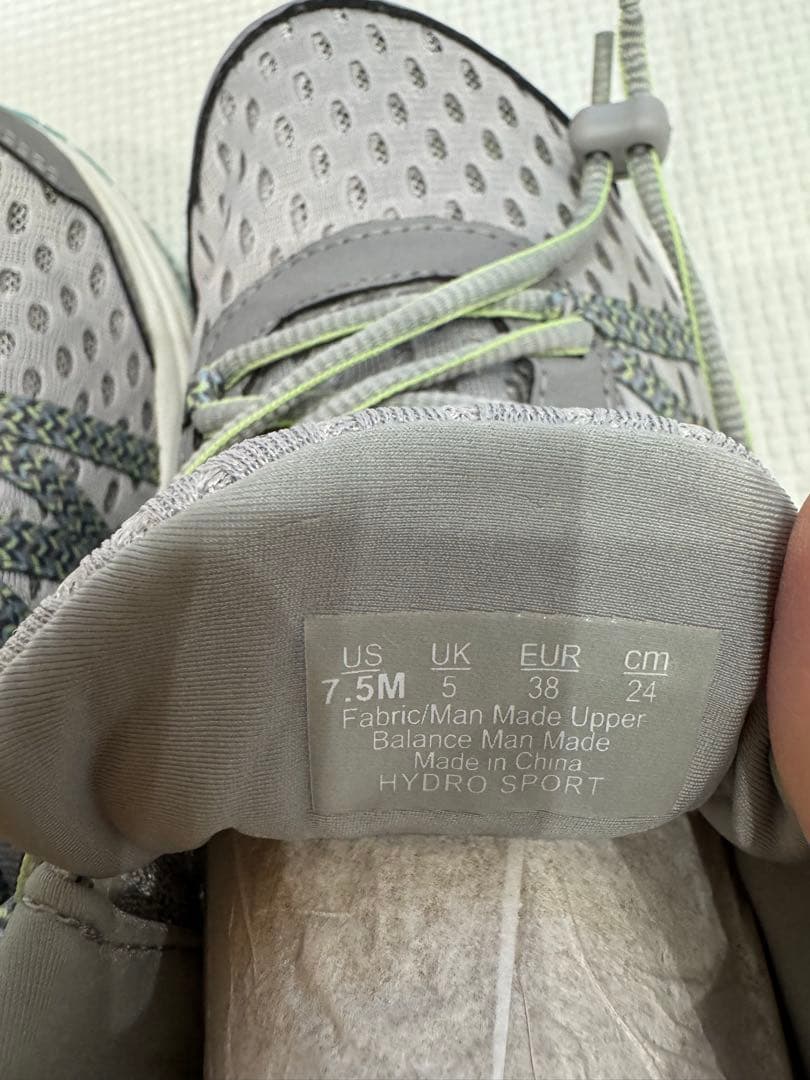 US UK EUR cm
7.5M 5 38 24
Fabric/Man Made Upper
Balance Man Made
Made in China
HYDRO SPORT